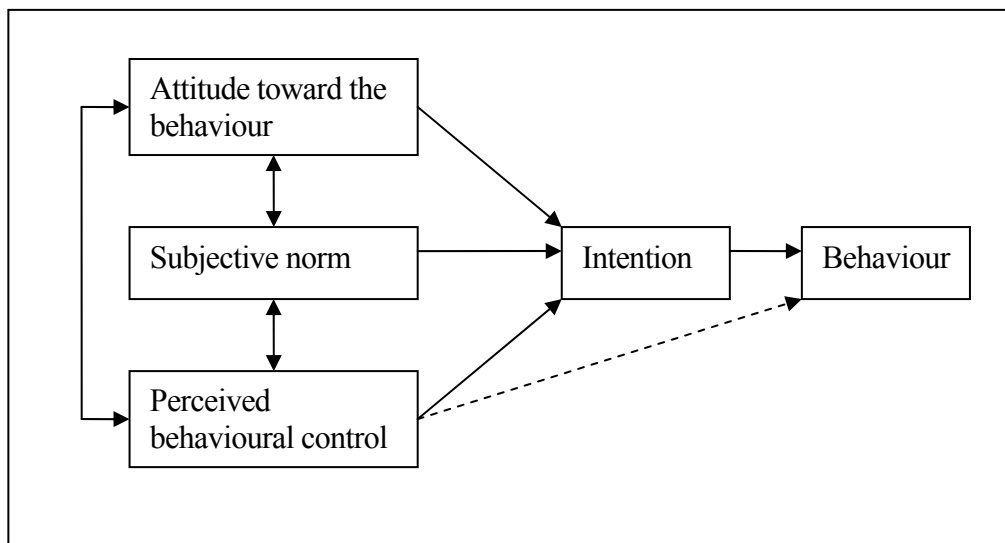 Attitude toward the
behaviour
Subjective norm
Intention
Behaviour
Perceived
behavioural control